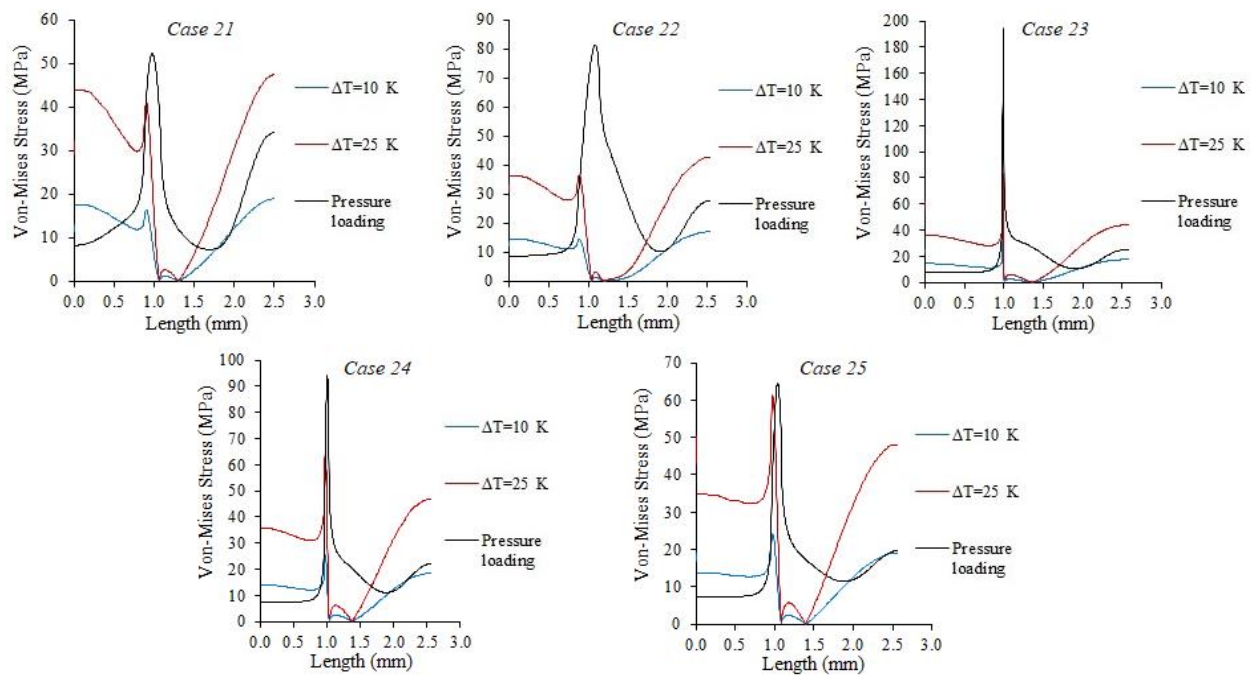 Case 21
Von-Mises Stress (MPa)
60
50
40
30
20
10
0
0.0 0.5 1.0 1.5 2.0 2.5 3.0
Length (mm)
ΔT=10 K
ΔT=25 K
Pressure
loading
Case 22
Von-Mises Stress (MPa)
90
80
70
60
50
40
30
20
10
0
0.0 0.5 1.0 1.5 2.0 2.5 3.0
Length (mm)
ΔT=10 K
ΔT=25 K
Pressure
loading
Case 23
Von-Mises Stress (MPa)
200
180
160
140
120
100
80
60
40
20
0
0.0 0.5 1.0 1.5 2.0 2.5 3.0
Length (mm)
ΔT=10 K
ΔT=25 K
Pressure
loading
Case 24
Von-Mises Stress (MPa)
100
90
80
70
60
50
40
30
20
10
0
0.0 0.5 1.0 1.5 2.0 2.5 3.0
Length (mm)
ΔT=10 K
ΔT=25 K
Pressure
loading
Case 25
Von-Mises Stress (MPa)
70
60
50
40
30
20
10
0
0.0 0.5 1.0 1.5 2.0 2.5 3.0
Length (mm)
ΔT=10 K
ΔT=25 K
Pressure
loading